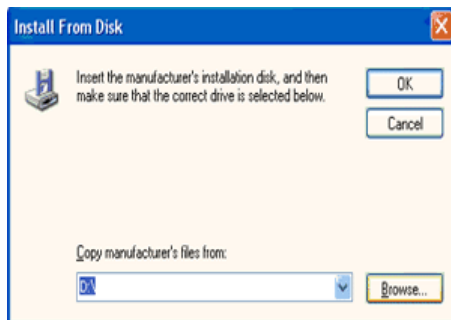 Install From Disk
Insert the manufacturer's installation disk, and then
make sure that the correct drive is selected below.
OK
Cancel
Copy manufacturer's files from:
D:\
Browse...